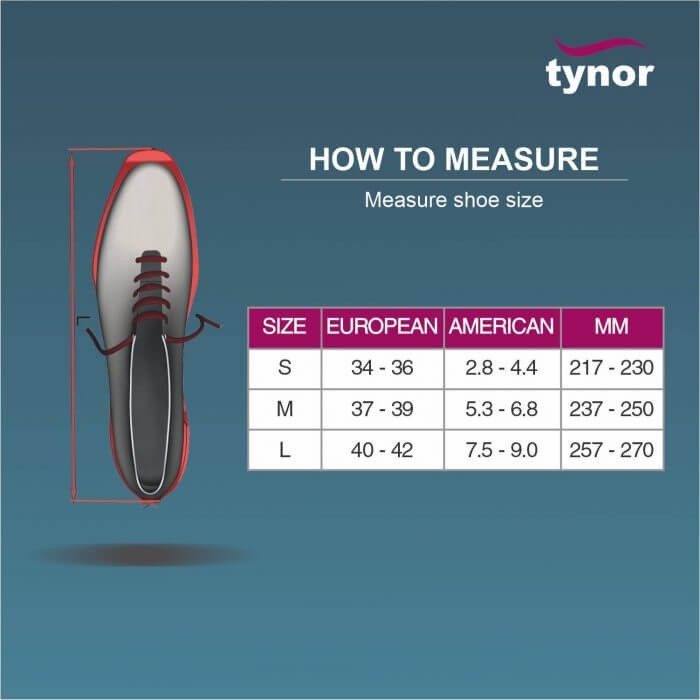 tynor
HOW TO MEASURE
Measure shoe size
L
SIZE EUROPEAN AMERICAN MM
S 34 - 36 2.8 - 4.4 217 - 230
M 37 - 39 5.3 - 6.8 237 - 250
L 40 - 42 7.5 - 9.0 257 - 270